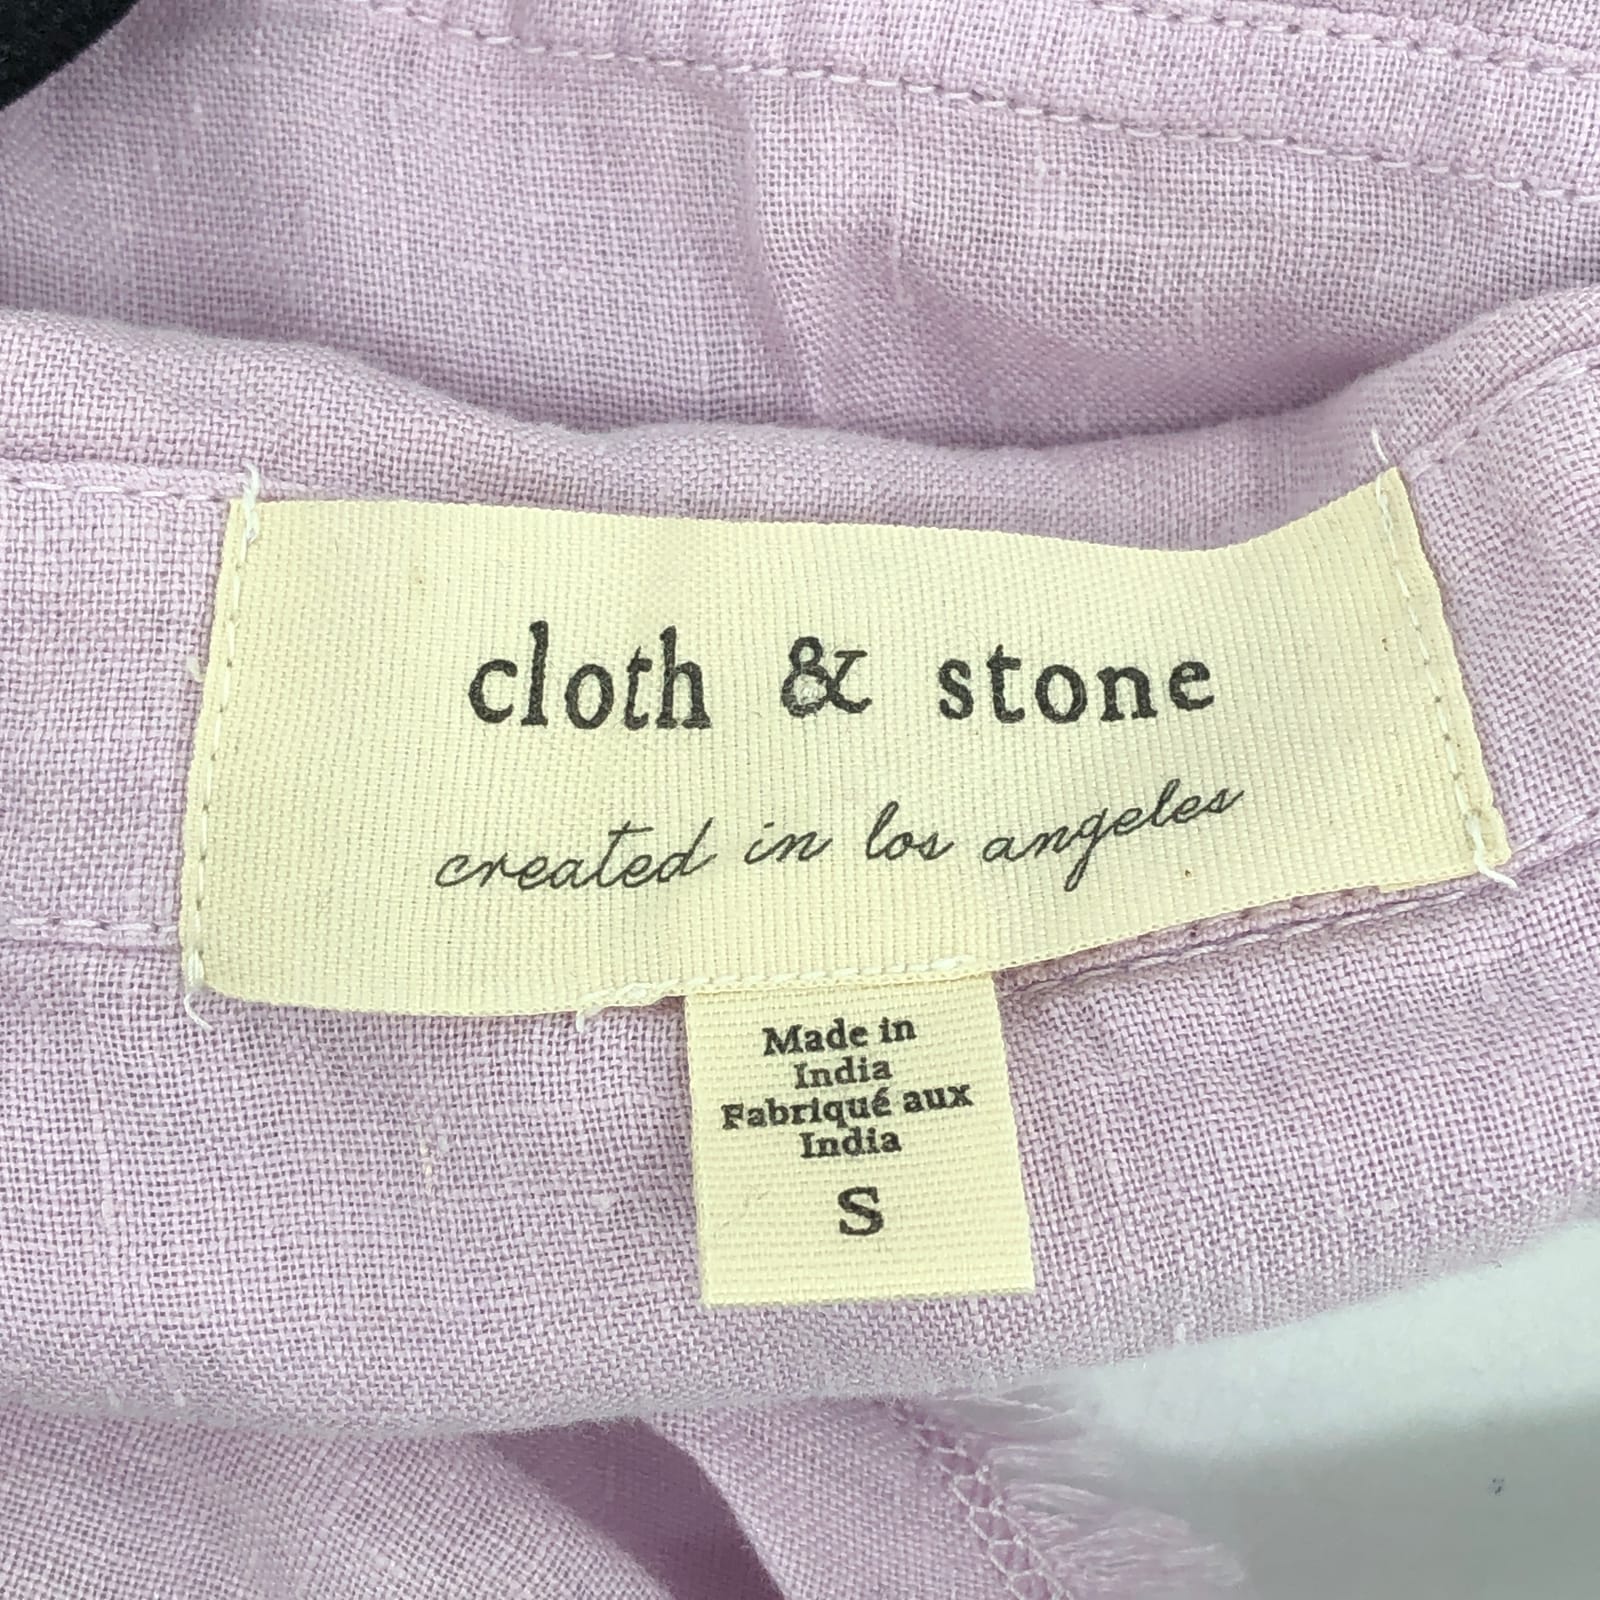 cloth & stone
created in los angeles
Made in
India
Fabriqué aux
India
S